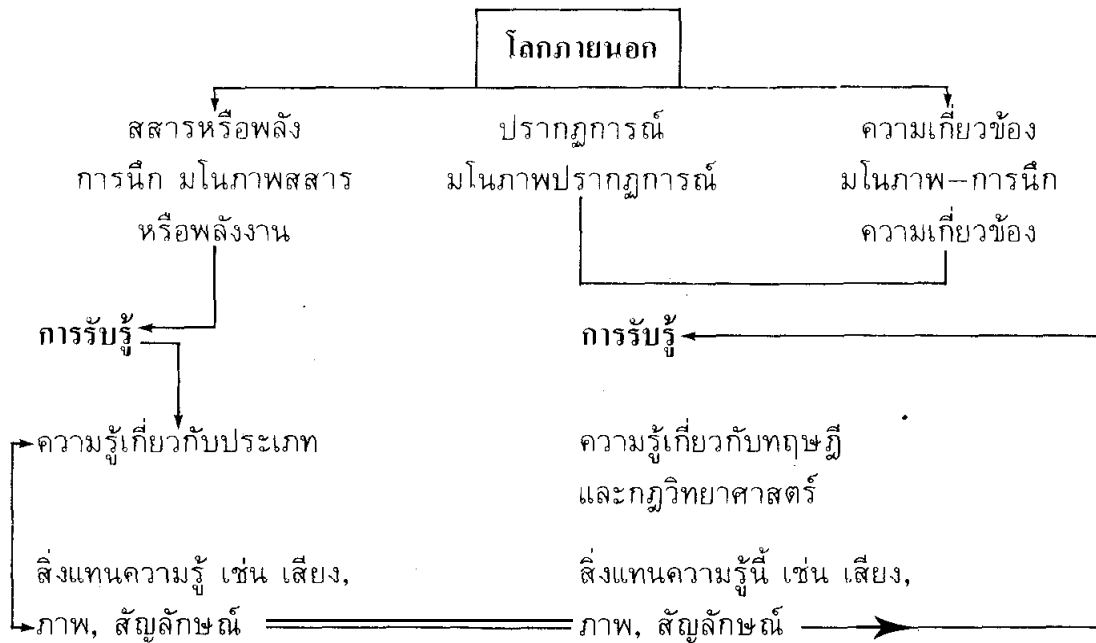 โลกภายนอก
สสารหรือพลัง
การนึก มโนภาพสสาร
หรือพลังงาน
ปรากฏการณ์
มโนภาพปรากฏการณ์
ความเกี่ยวข้อง
มโนภาพ–การนึก
ความเกี่ยวข้อง
การรับรู้
การรับรู้
ความรู้เกี่ยวกับประเภท
ความรู้เกี่ยวกับทฤษฎี
และกฎวิทยาศาสตร์
สิ่งแทนความรู้ เช่น เสียง,
ภาพ, สัญลักษณ์
สิ่งแทนความรู้นี้ เช่น เสียง,
ภาพ, สัญลักษณ์